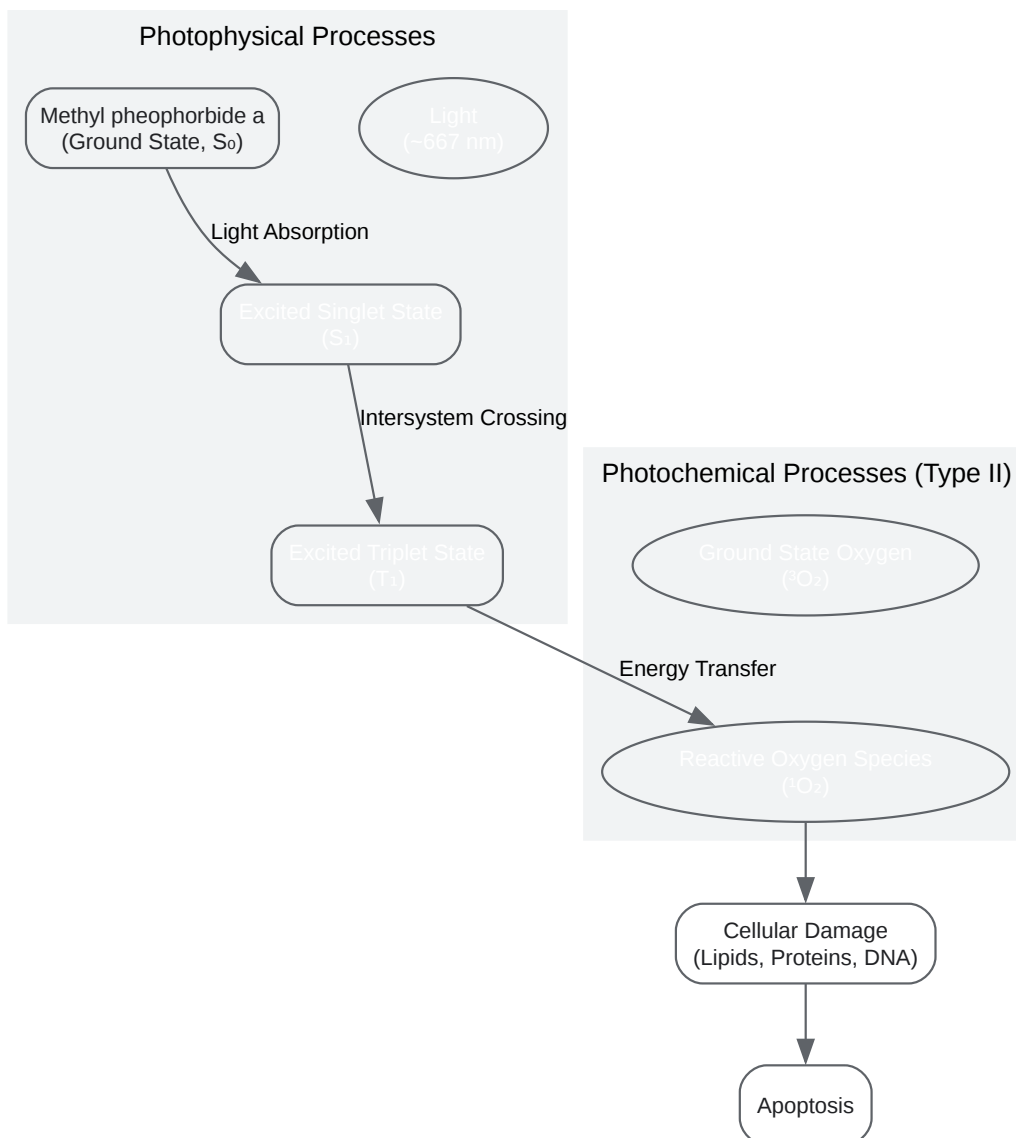 Photophysical Processes
Methyl pheophorbide a
(Ground State, S₀)
Light
(~667 nm)
Light Absorption
Excited Singlet State
(S₁)
Intersystem Crossing
Excited Triplet State
(T₁)
Photochemical Processes (Type II)
Ground State Oxygen
(³O₂)
Energy Transfer
Reactive Oxygen Species
(¹O₂)
Cellular Damage
(Lipids, Proteins, DNA)
Apoptosis